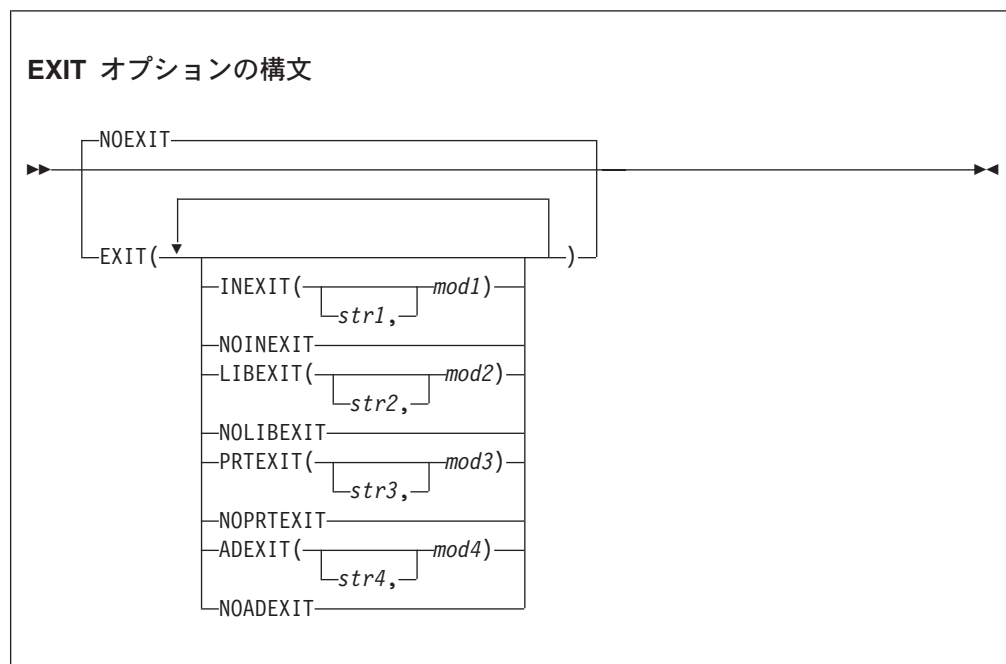 EXIT オプションの構文
NOEXIT
EXIT( )
INEXIT( mod1)
str1,
NOINEXIT
LIBEXIT( mod2)
str2,
NOLIBEXIT
PRTEXIT( mod3)
str3,
NOPRTEXIT
ADEXIT( mod4)
str4,
NOADEXIT